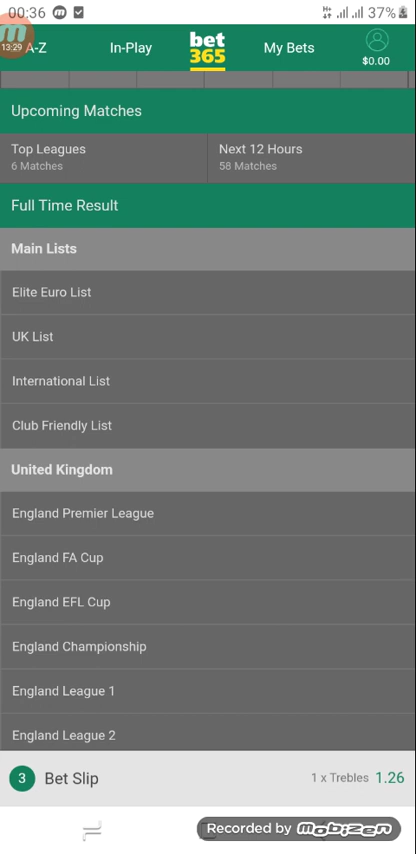 00:36 37%
13:29
A-Z In-Play bet365 My Bets
$0.00
Upcoming Matches
Top Leagues Next 12 Hours
6 Matches 58 Matches
Full Time Result
Main Lists
Elite Euro List
UK List
International List
Club Friendly List
United Kingdom
England Premier League
England FA Cup
England EFL Cup
England Championship
England League 1
England League 2
3 Bet Slip 1 x Trebles 1.26
Recorded by mobizen